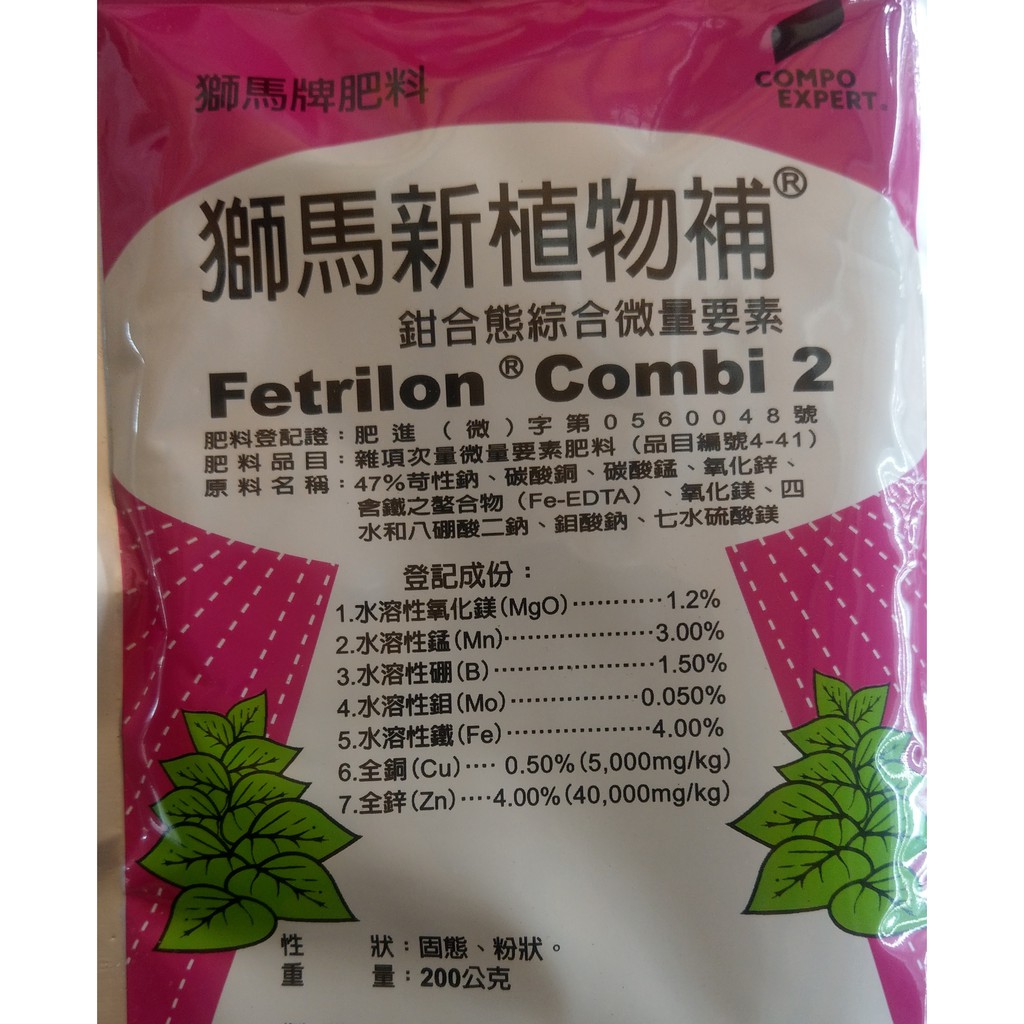 獅馬牌肥料
COMPO
EXPERT®
獅馬新植物補®
鉗合態綜合微量要素
Fetrilon® Combi 2
肥料登記證：肥進（微）字第0560048號
肥料品目：雜項次量微量要素肥料（品目編號4-41）
原料名稱：47%苛性鈉、碳酸銅、碳酸錳、氧化鋅、
含鐵之螯合物（Fe-EDTA）、氧化鎂、四
水和八硼酸二鈉、鉬酸鈉、七水硫酸鎂
登記成份：
1.水溶性氧化鎂(MgO)⋯⋯⋯⋯1.2%
2.水溶性錳(Mn)⋯⋯⋯⋯⋯⋯3.00%
3.水溶性硼(B)⋯⋯⋯⋯⋯⋯1.50%
4.水溶性鉬(Mo)⋯⋯⋯⋯⋯0.050%
5.水溶性鐵(Fe)⋯⋯⋯⋯⋯⋯4.00%
6.全銅(Cu)⋯⋯0.50%(5,000mg/kg)
7.全鋅(Zn)⋯⋯4.00%(40,000mg/kg)
性　狀：固態、粉狀。
重　量：200公克